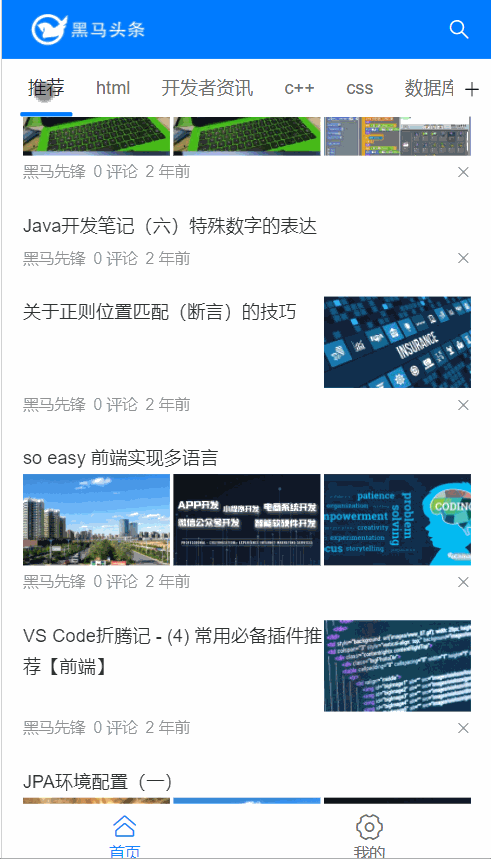 黑马头条
推荐 html 开发者资讯 c++ css 数据库
黑马先锋 0 评论 2 年前
Java开发笔记（六）特殊数字的表达
黑马先锋 0 评论 2 年前
关于正则位置匹配（断言）的技巧
INSURANCE
黑马先锋 0 评论 2 年前
so easy 前端实现多语言
APP开发 小程序开发 电商系统开发
微信公众号开发 智能软硬件开发
patience
organization
empowerment
creativity
experimentation
focus storytelling
problem solving
CODING
黑马先锋 0 评论 2 年前
VS Code折腾记 - (4) 常用必备插件推
荐【前端】
黑马先锋 0 评论 2 年前
JPA环境配置（一）
首页 我的